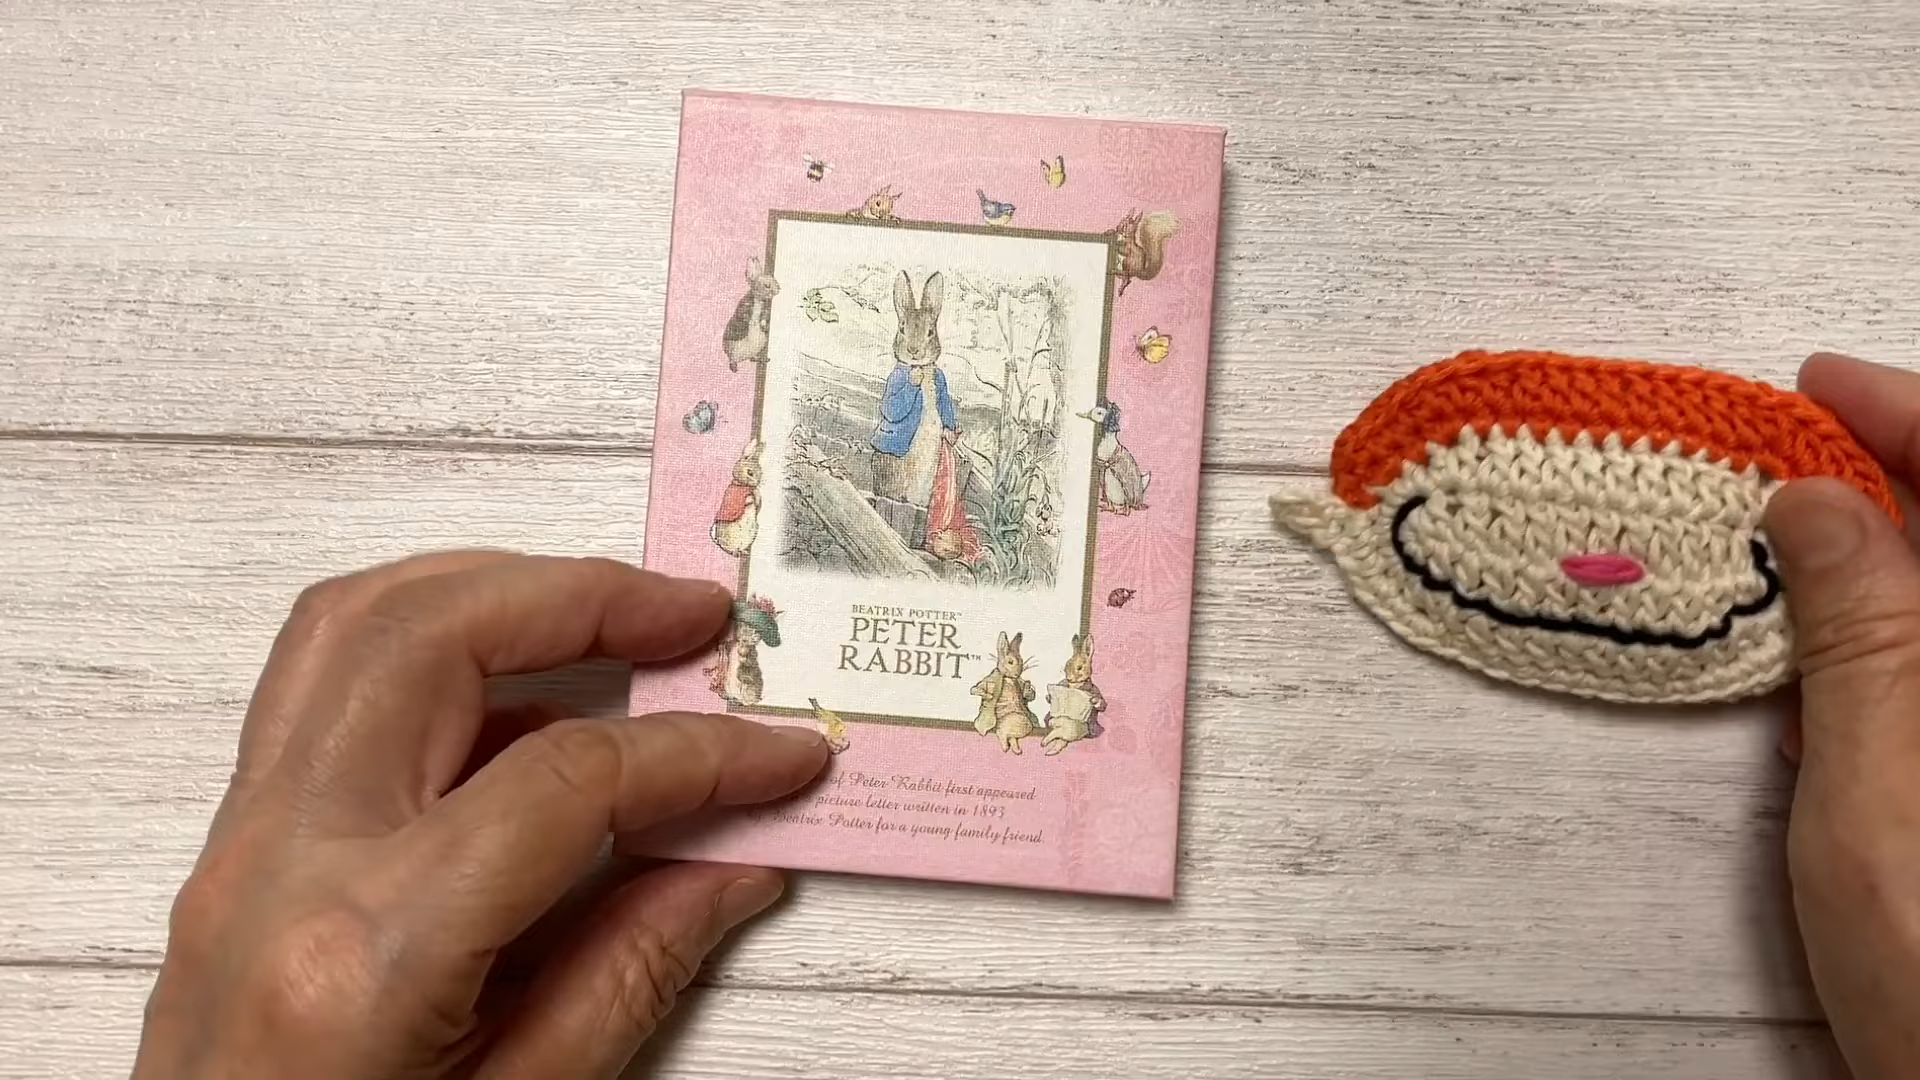 BEATRIX POTTER™
PETER
RABBIT™
of Peter Rabbit first appeared
picture letter written in 1893
Beatrix Potter for a young family friend.